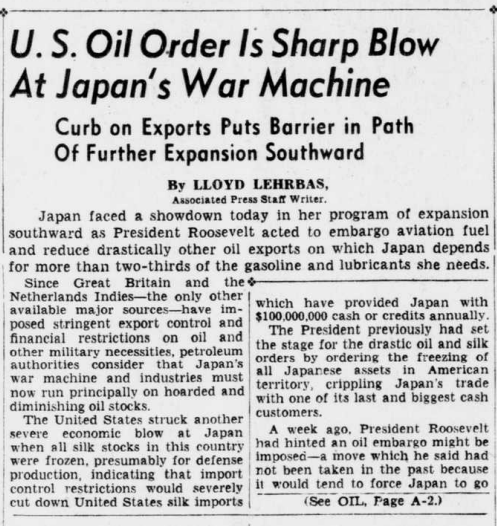 U. S. Oil Order Is Sharp Blow
At Japan's War Machine
Curb on Exports Puts Barrier in Path
Of Further Expansion Southward
By LLOYD LEHRBAS,
Associated Press Staff Writer.
Japan faced a showdown today in her program of expansion
southward as President Roosevelt acted to embargo aviation fuel
and reduce drastically other oil exports on which Japan depends
for more than two-thirds of the gasoline and lubricants she needs.
Since Great Britain and the
Netherlands Indies—the only other
available major sources—have im-
posed stringent export control and
financial restrictions on oil and
other military necessities, petroleum
authorities consider that Japan's
war machine and industries must
now run principally on hoarded and
diminishing oil stocks.
The United States struck another
severe economic blow at Japan
when all silk stocks in this country
were frozen, presumably for defense
production, indicating that import
control restrictions would severely
cut down United States silk imports
which have provided Japan with
$100,000,000 cash or credits annually.
The President previously had set
the stage for the drastic oil and silk
orders by ordering the freezing of
all Japanese assets in American
territory, crippling Japan's trade
with one of its last and biggest cash
customers.
A week ago, President Roosevelt
had hinted an oil embargo might be
imposed—a move which he said had
not been taken in the past because
it would tend to force Japan to go
(See OIL, Page A-2.)